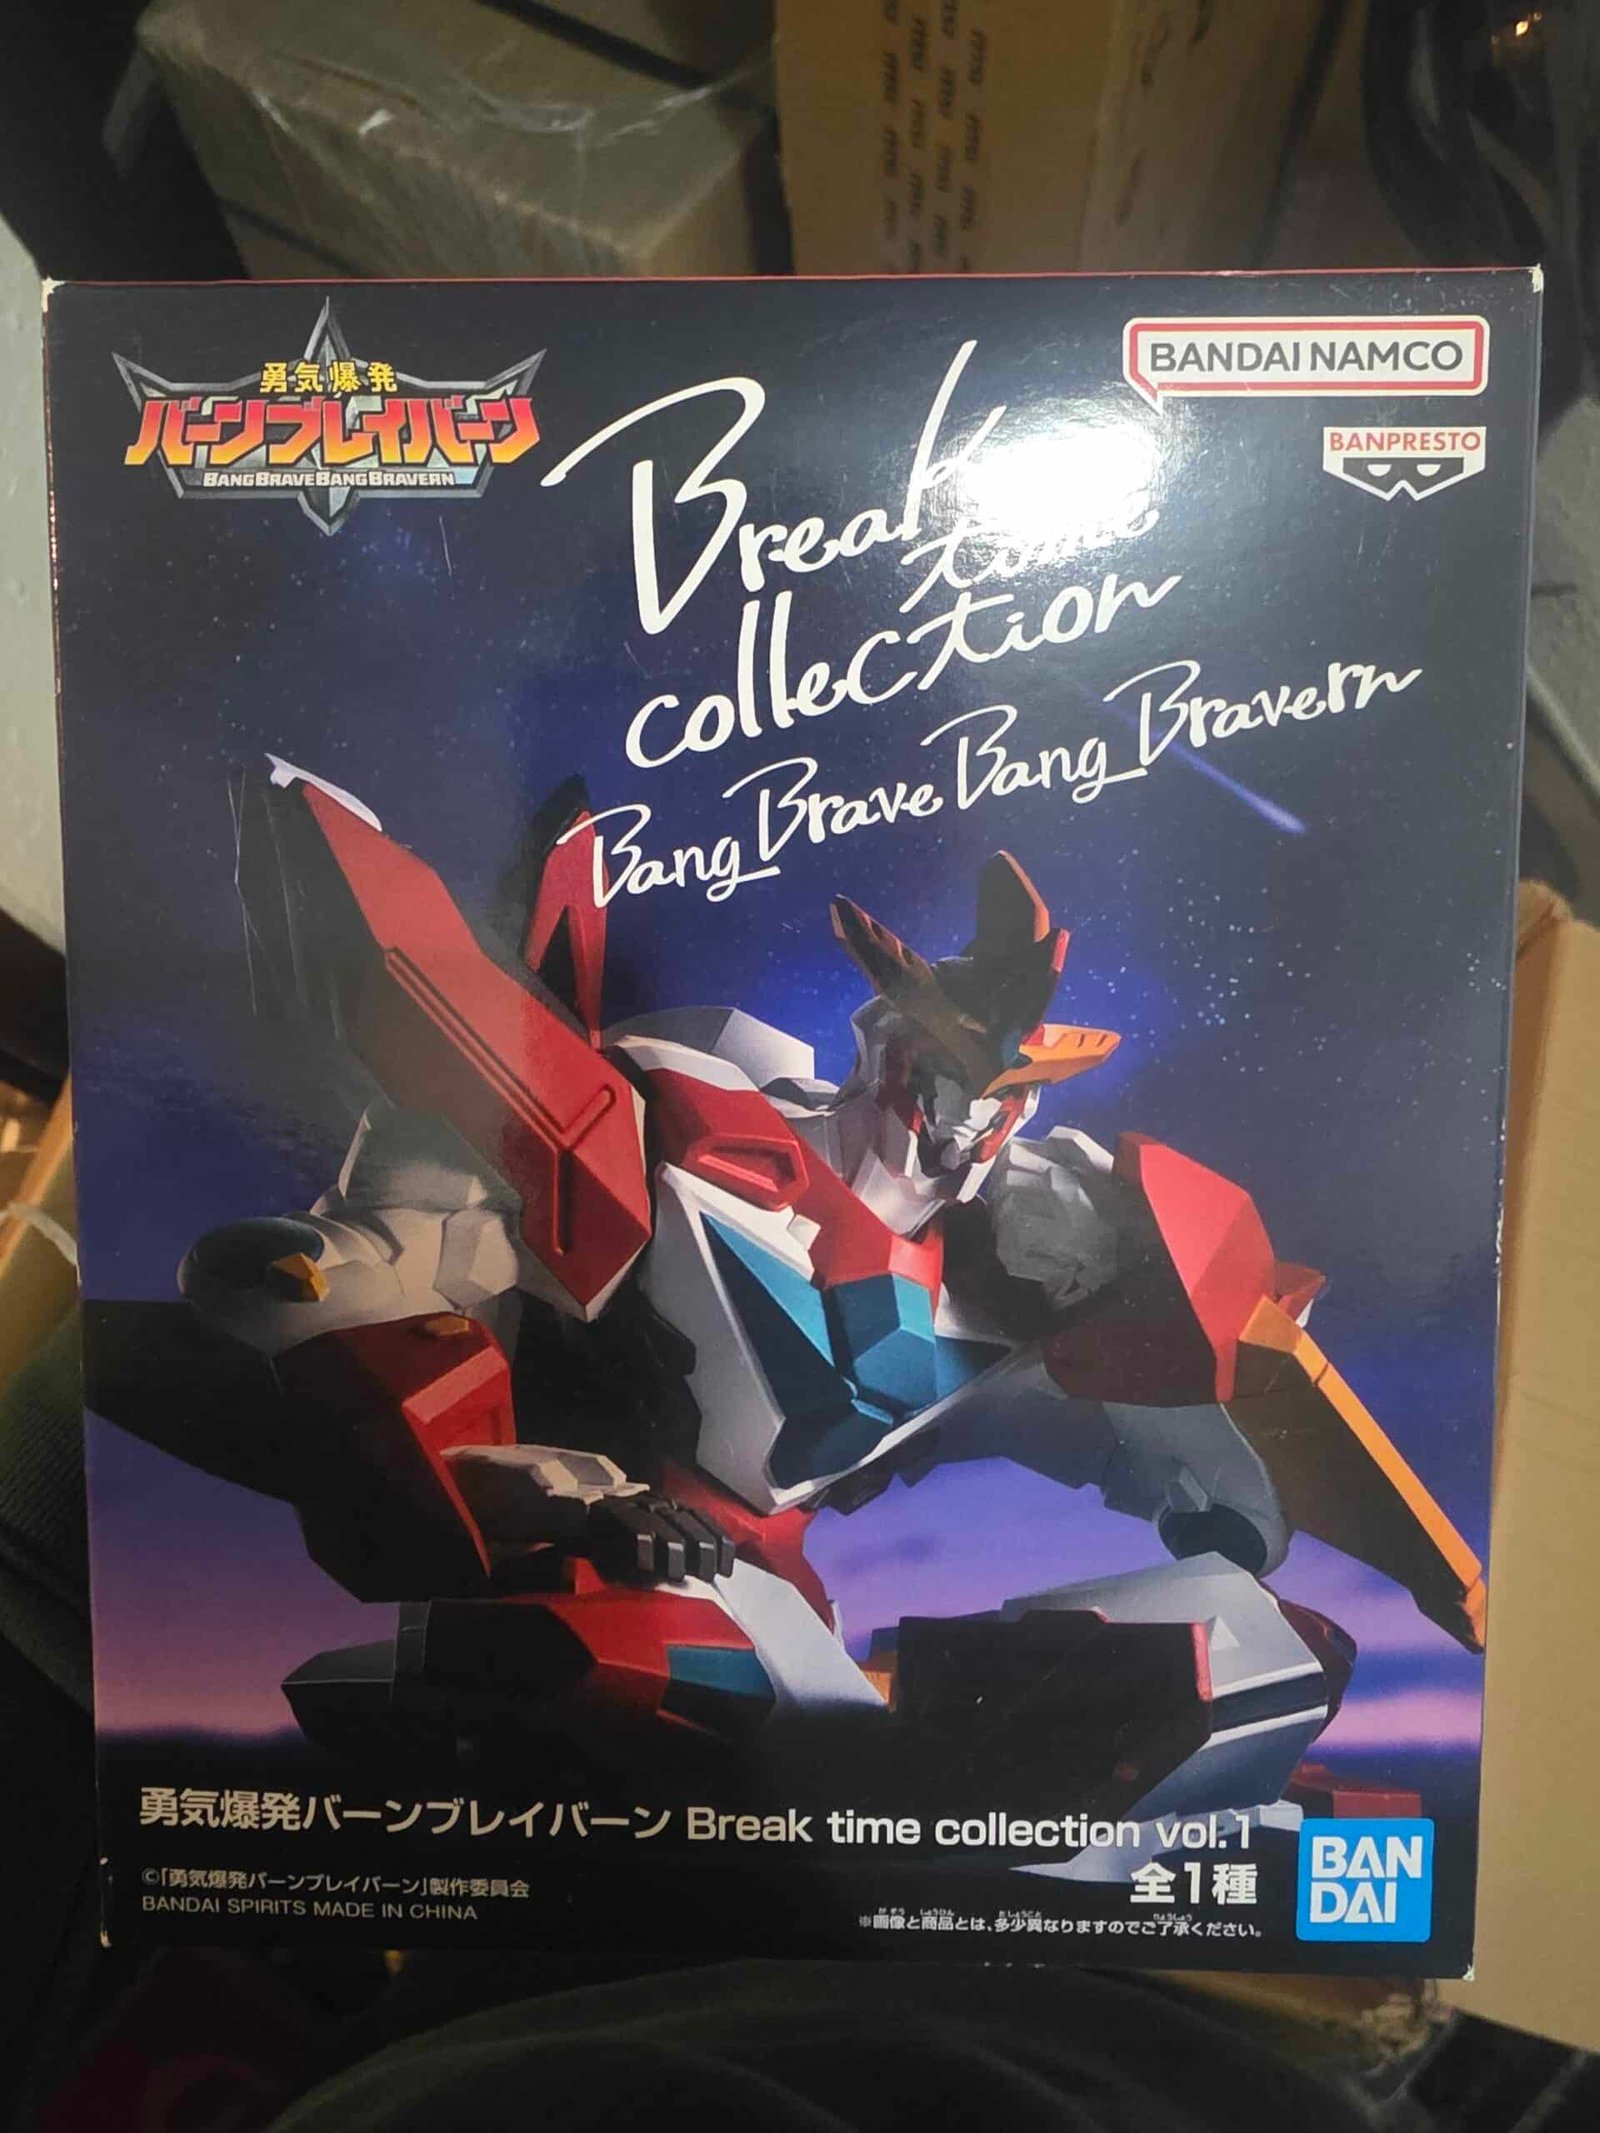 勇気爆発
バーンブレイバーン
BANG BRAVE BANG BRAVERN
BANDAI NAMCO
BANPRESTO
Break
time
collection
Bang Brave Bang Bravern
勇気爆発バーンブレイバーン Break time collection vol.1
全1種
©「勇気爆発バーンブレイバーン」製作委員会
BANDAI SPIRITS MADE IN CHINA
※画像と商品とは、多少異なりますのでご了承ください。
BAN
DAI